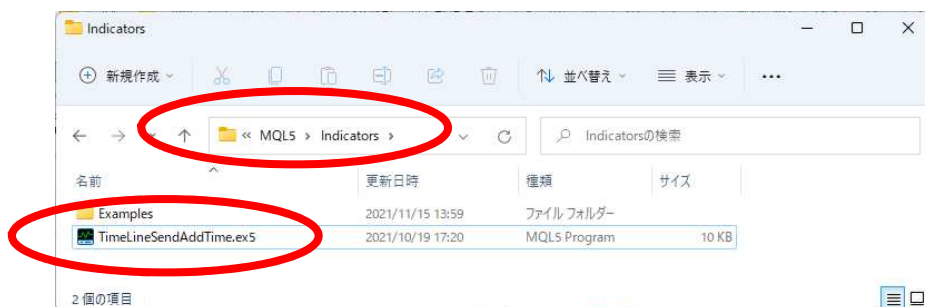 Indicators
新規作成 並べ替え 表示 •••
« MQL5 › Indicators › Indicatorsの検索
名前 更新日時 種類 サイズ
Examples 2021/11/15 13:59 ファイル フォルダー
TimeLineSendAddTime.ex5 2021/10/19 17:20 MQL5 Program 10 KB
2 個の項目